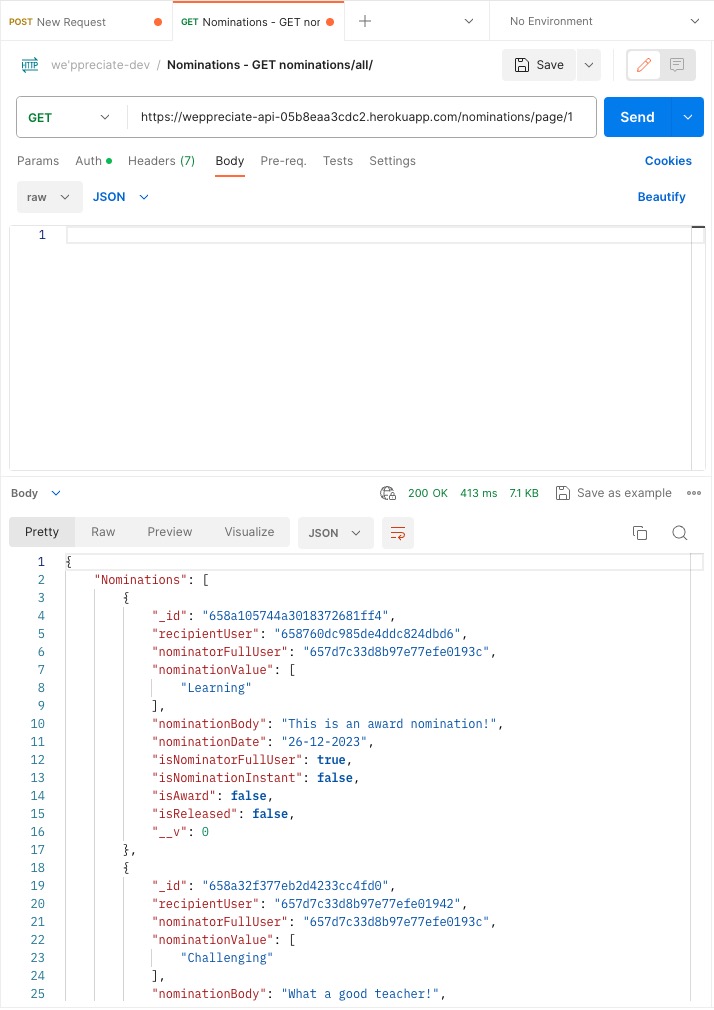 POST New Request
GET Nominations - GET nor
No Environment
HTTP we'ppreciate-dev / Nominations - GET nominations/all/
Save
GET https://weppreciate-api-05b8eaa3cdc2.herokuapp.com/nominations/page/1
Send
Params Auth Headers (7) Body Pre-req. Tests Settings Cookies
raw JSON Beautify
1
Body 200 OK 413 ms 7.1 KB Save as example
Pretty Raw Preview Visualize JSON
1 {
2 "Nominations": [
3 {
4 "_id": "658a105744a3018372681ff4",
5 "recipientUser": "658760dc985de4ddc824dbd6",
6 "nominatorFullUser": "657d7c33d8b97e77efe0193c",
7 "nominationValue": [
8 "Learning"
9 ],
10 "nominationBody": "This is an award nomination!",
11 "nominationDate": "26-12-2023",
12 "isNominatorFullUser": true,
13 "isNominationInstant": false,
14 "isAward": false,
15 "isReleased": false,
16 "__v": 0
17 },
18 {
19 "_id": "658a32f377eb2d4233cc4fd0",
20 "recipientUser": "657d7c33d8b97e77efe01942",
21 "nominatorFullUser": "657d7c33d8b97e77efe0193c",
22 "nominationValue": [
23 "Challenging"
24 ],
25 "nominationBody": "What a good teacher!",